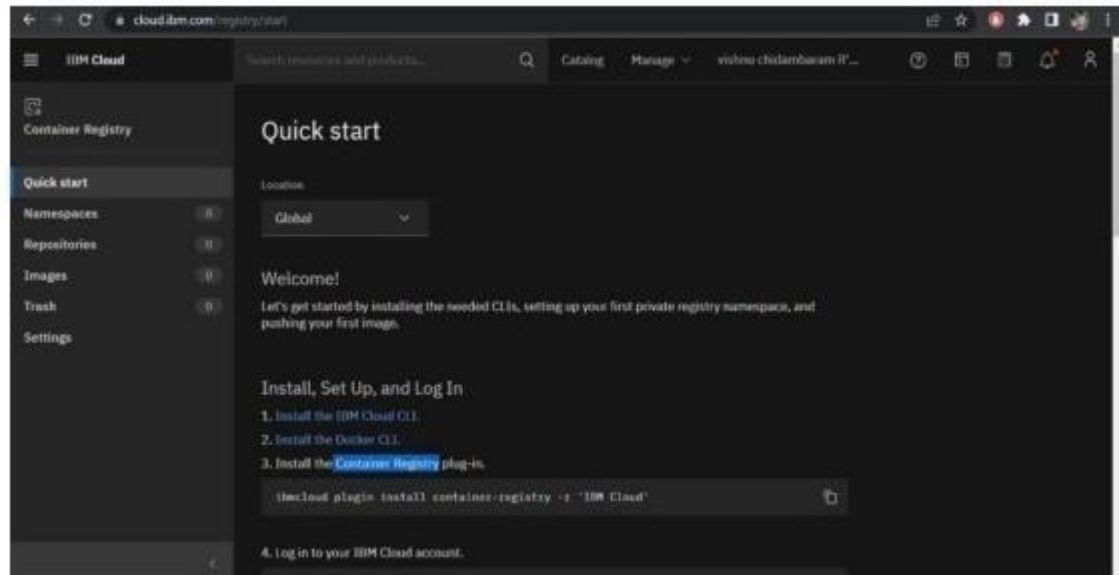 cloud.ibm.com/registry/start
IBM Cloud
Search resources and products...
Catalog
Manage
vishnu chidambaram R'...
Container Registry
Quick start
Namespaces
0
Repositories
0
Images
0
Trash
0
Settings
Quick start
Location
Global
Welcome!
Let's get started by installing the needed CLIs, setting up your first private registry namespace, and
pushing your first image.
Install, Set Up, and Log In
1. Install the IBM Cloud CLI.
2. Install the Docker CLI.
3. Install the Container Registry plug-in.
ibmcloud plugin install container-registry -r 'IBM Cloud'
4. Log in to your IBM Cloud account.